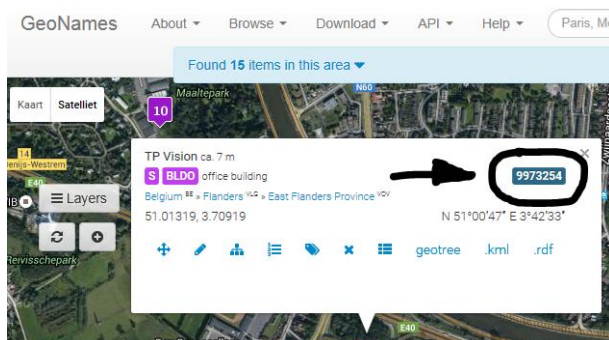 GeoNames About Browse Download API Help Paris, M
Found 15 items in this area
Kaart Satelliet
Maaltepark
N60
10
14
E40
Layers
TP Vision ca. 7 m
S BLDO office building
9973254
Belgium BE » Flanders VLG » East Flanders Province VOV
51.01319, 3.70919 N 51°00'47" E 3°42'33"
geotree .kml .rdf
Reivisschepark
E40